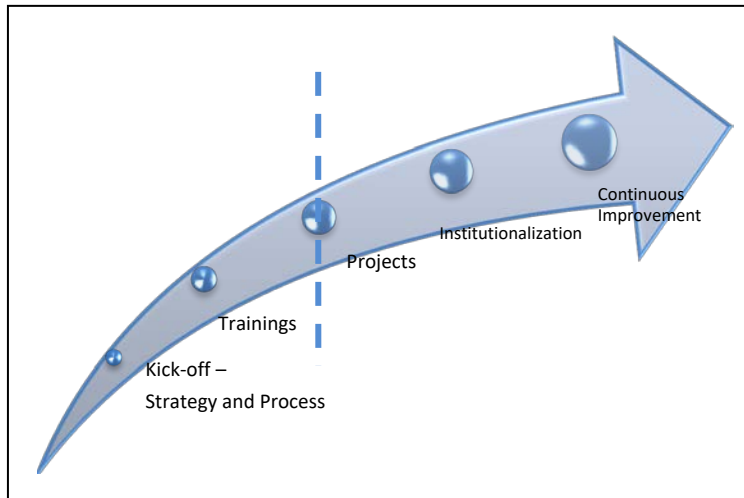 Continuous
Improvement
Institutionalization
Projects
Trainings
Kick-off –
Strategy and Process